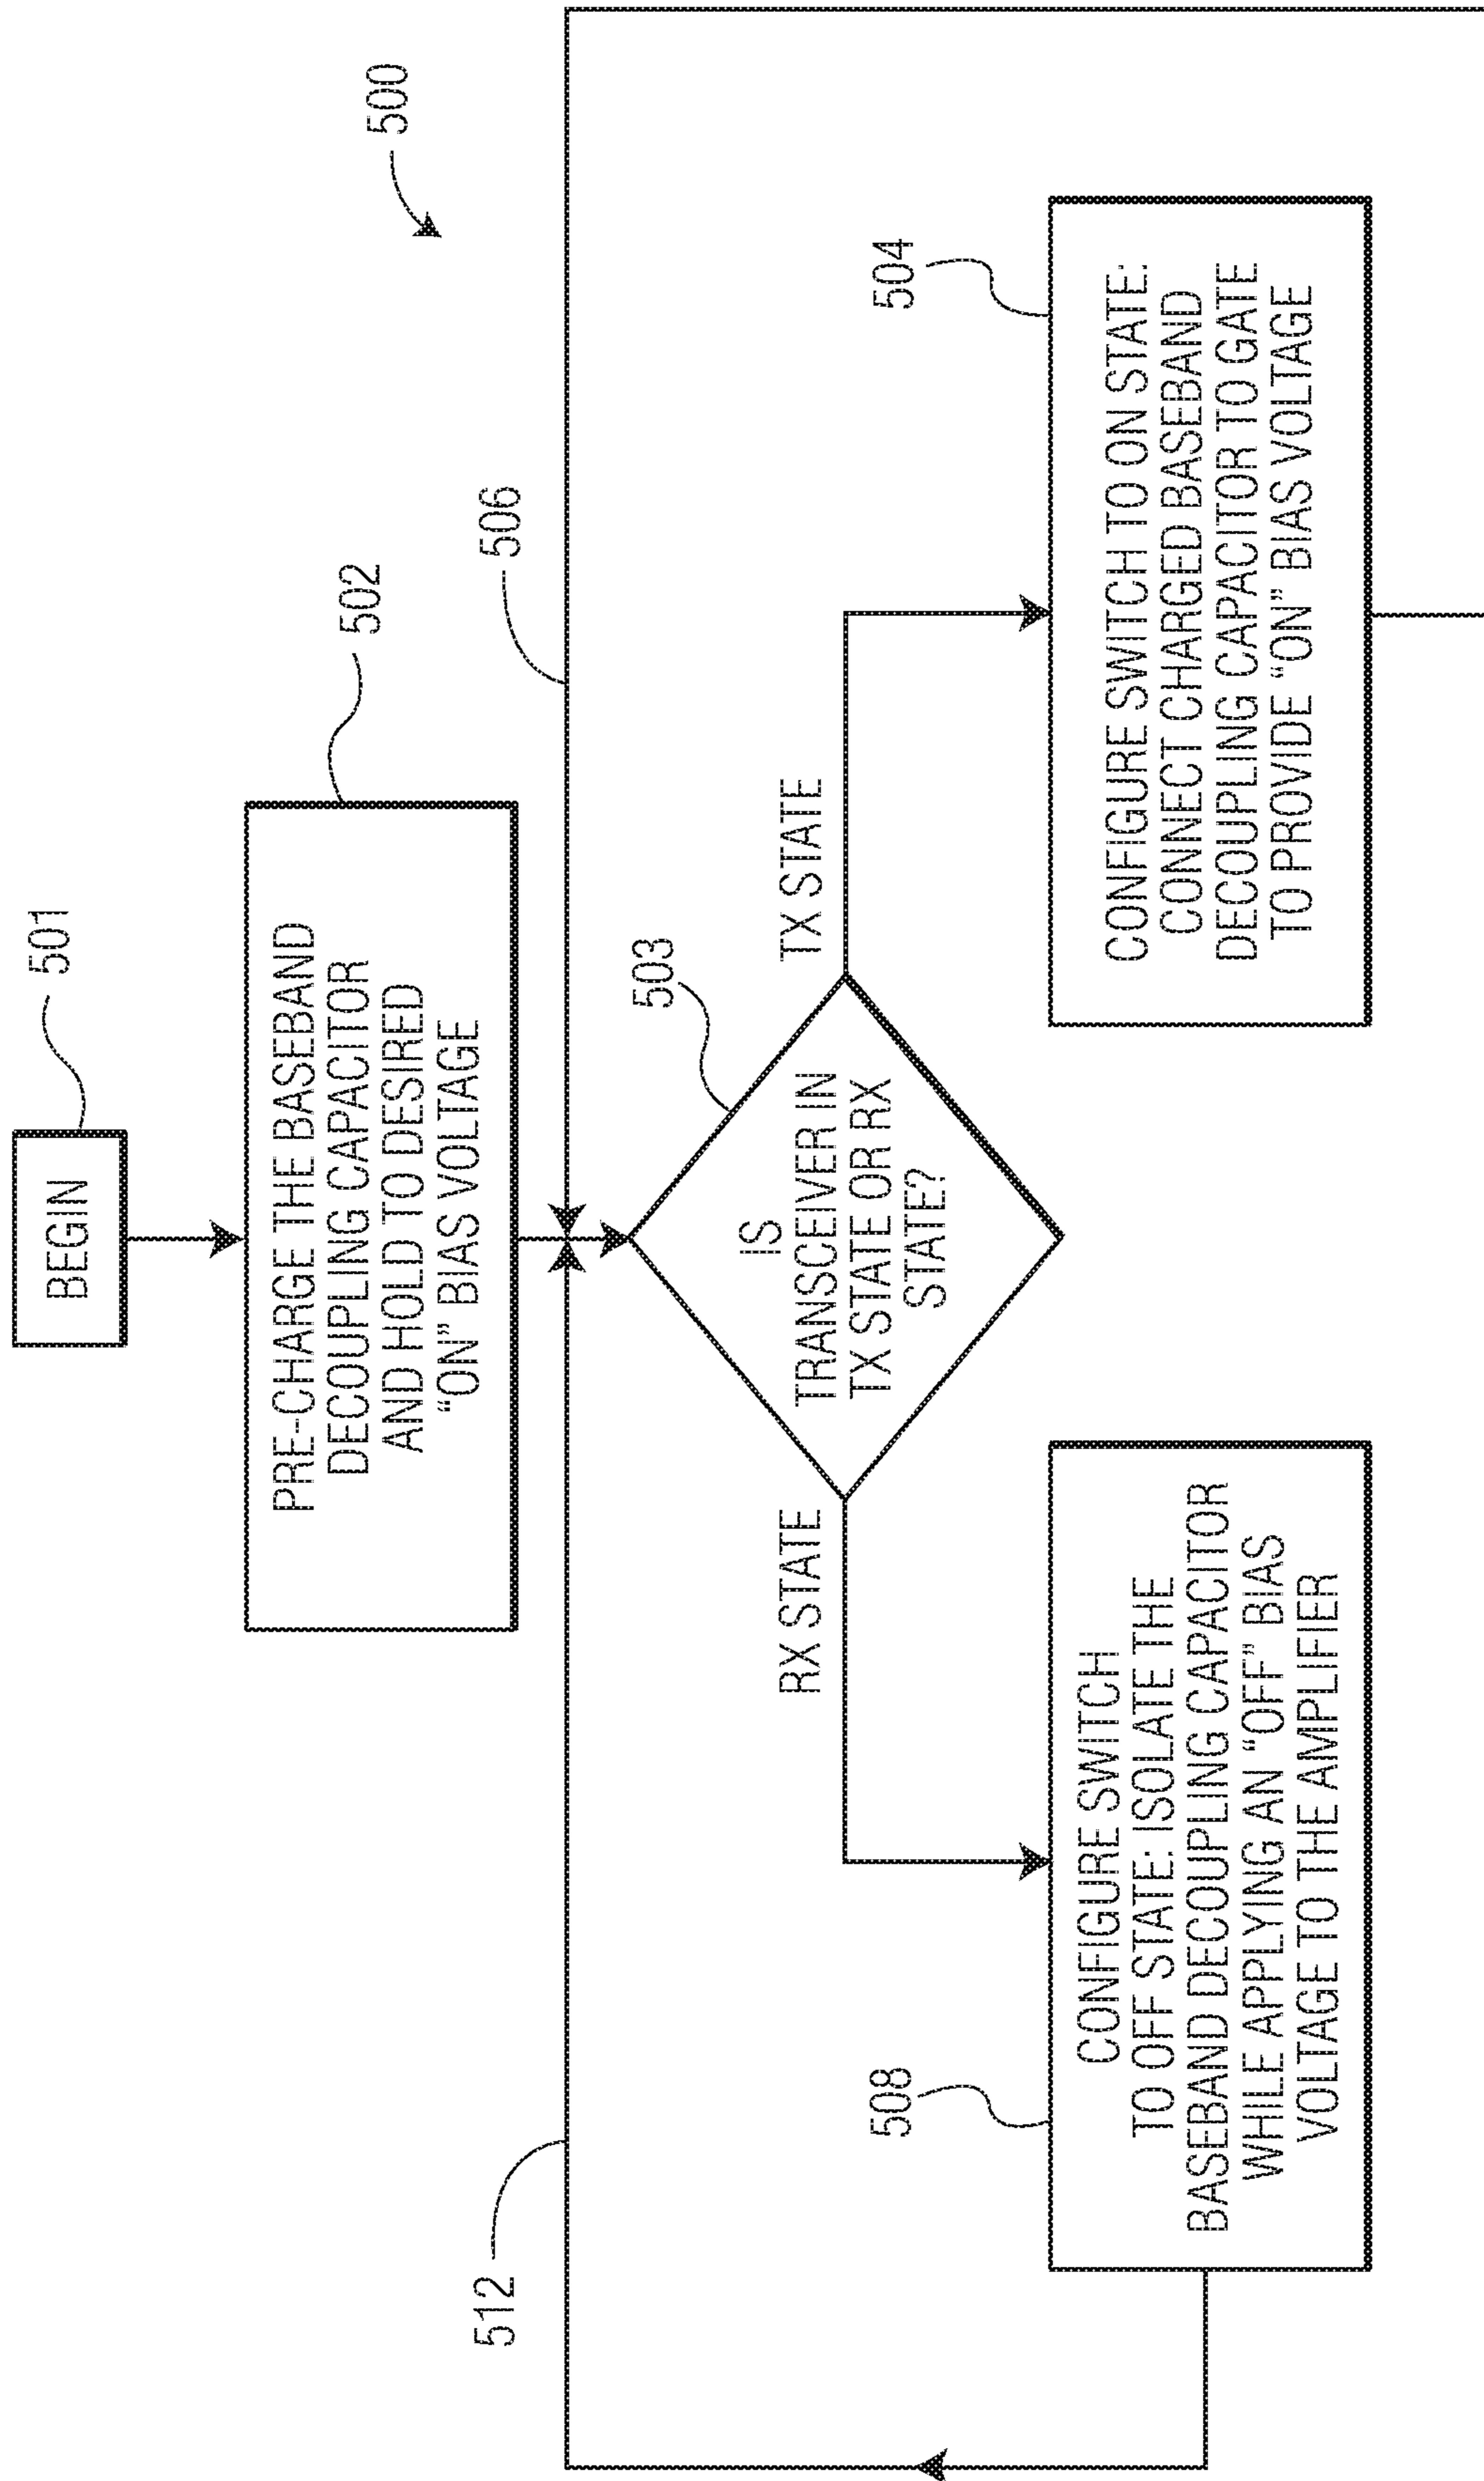 500
BEGIN
501
PRE-CHARGE THE BASEBAND
DECOUPLING CAPACITOR
AND HOLD TO DESIRED
"ON" BIAS VOLTAGE
502
512
506
503
IS
TRANSCEIVER IN
TX STATE OR RX
STATE?
RX STATE
TX STATE
508
CONFIGURE SWITCH
TO OFF STATE: ISOLATE THE
BASEBAND DECOUPLING CAPACITOR
WHILE APPLYING AN "OFF" BIAS
VOLTAGE TO THE AMPLIFIER
504
CONFIGURE SWITCH TO ON STATE:
CONNECT CHARGED BASEBAND
DECOUPLING CAPACITOR TO GATE
TO PROVIDE "ON" BIAS VOLTAGE